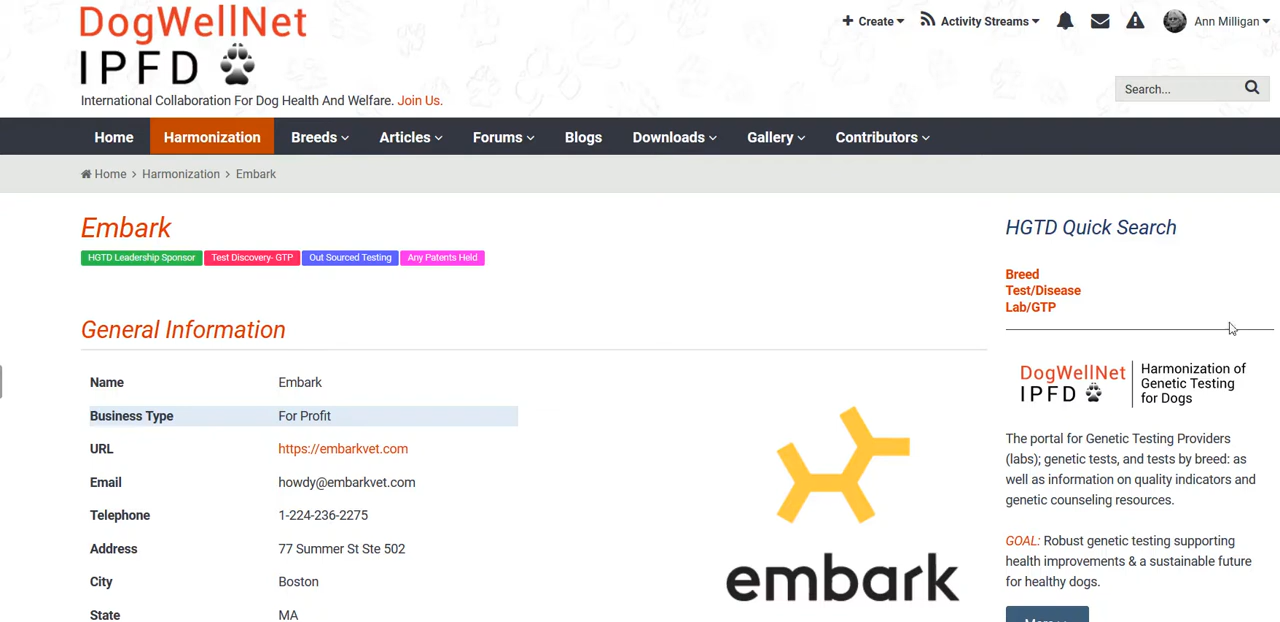 DogWellNet
IPFD
International Collaboration For Dog Health And Welfare. Join Us.
Create
Activity Streams
Ann Milligan
Search...
Home Harmonization Breeds Articles Forums Blogs Downloads Gallery Contributors
Home > Harmonization > Embark
Embark
HGTD Leadership Sponsor Test Discovery- GTP Out Sourced Testing Any Patents Held
General Information
Name Embark
Business Type For Profit
URL https://embarkvet.com
Email howdy@embarkvet.com
Telephone 1-224-236-2275
Address 77 Summer St Ste 502
City Boston
State MA
embark
HGTD Quick Search
Breed
Test/Disease
Lab/GTP
DogWellNet
IPFD
Harmonization of
Genetic Testing
for Dogs
The portal for Genetic Testing Providers
(labs); genetic tests, and tests by breed: as
well as information on quality indicators and
genetic counseling resources.
GOAL: Robust genetic testing supporting
health improvements & a sustainable future
for healthy dogs.